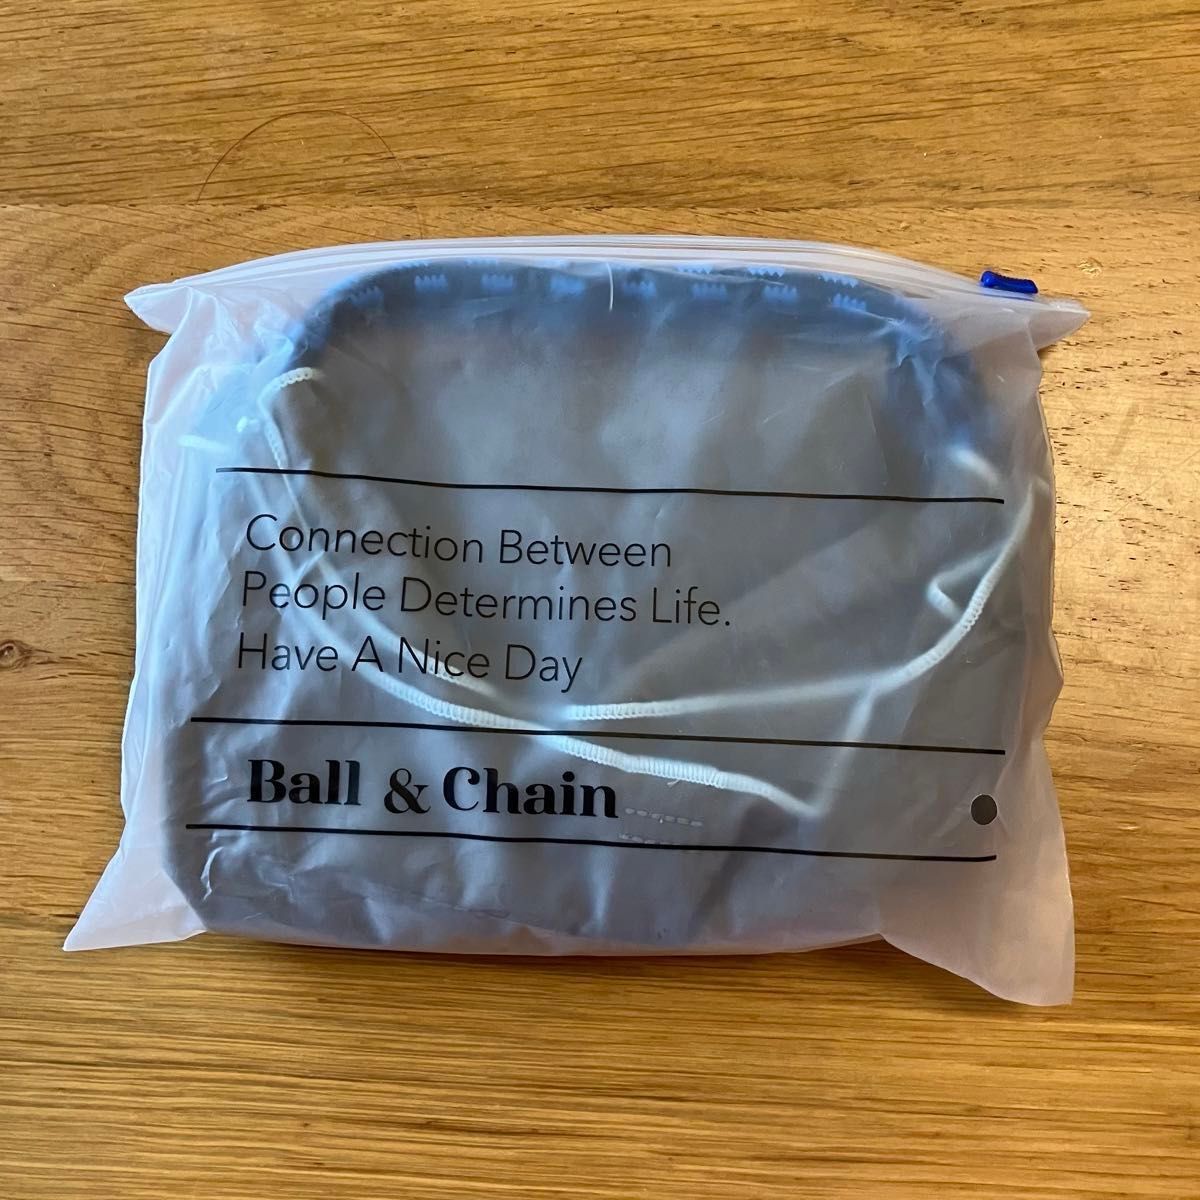 Connection Between
People Determines Life.
Have A Nice Day
Ball & Chain